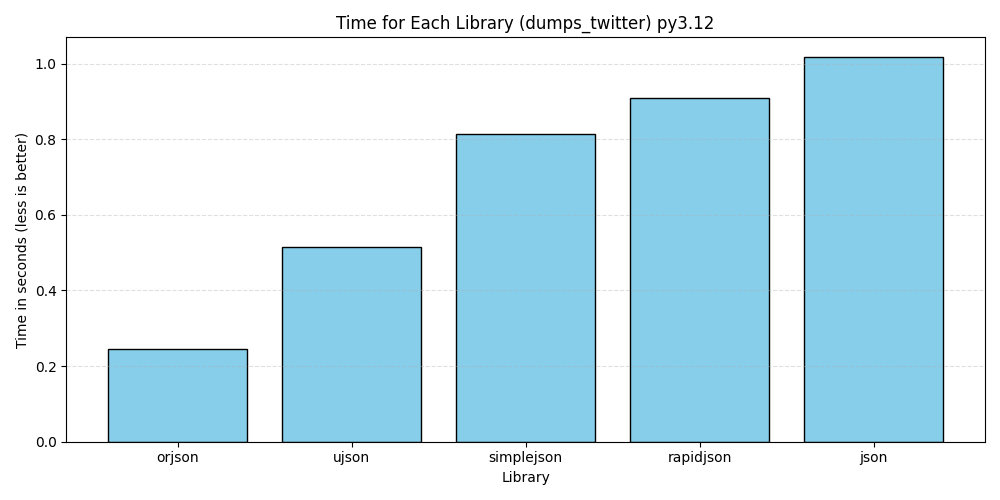 Time for Each Library (dumps_twitter) py3.12
Time in seconds (less is better)
1.0
0.8
0.6
0.4
0.2
0.0
orjson ujson simplejson rapidjson json
Library